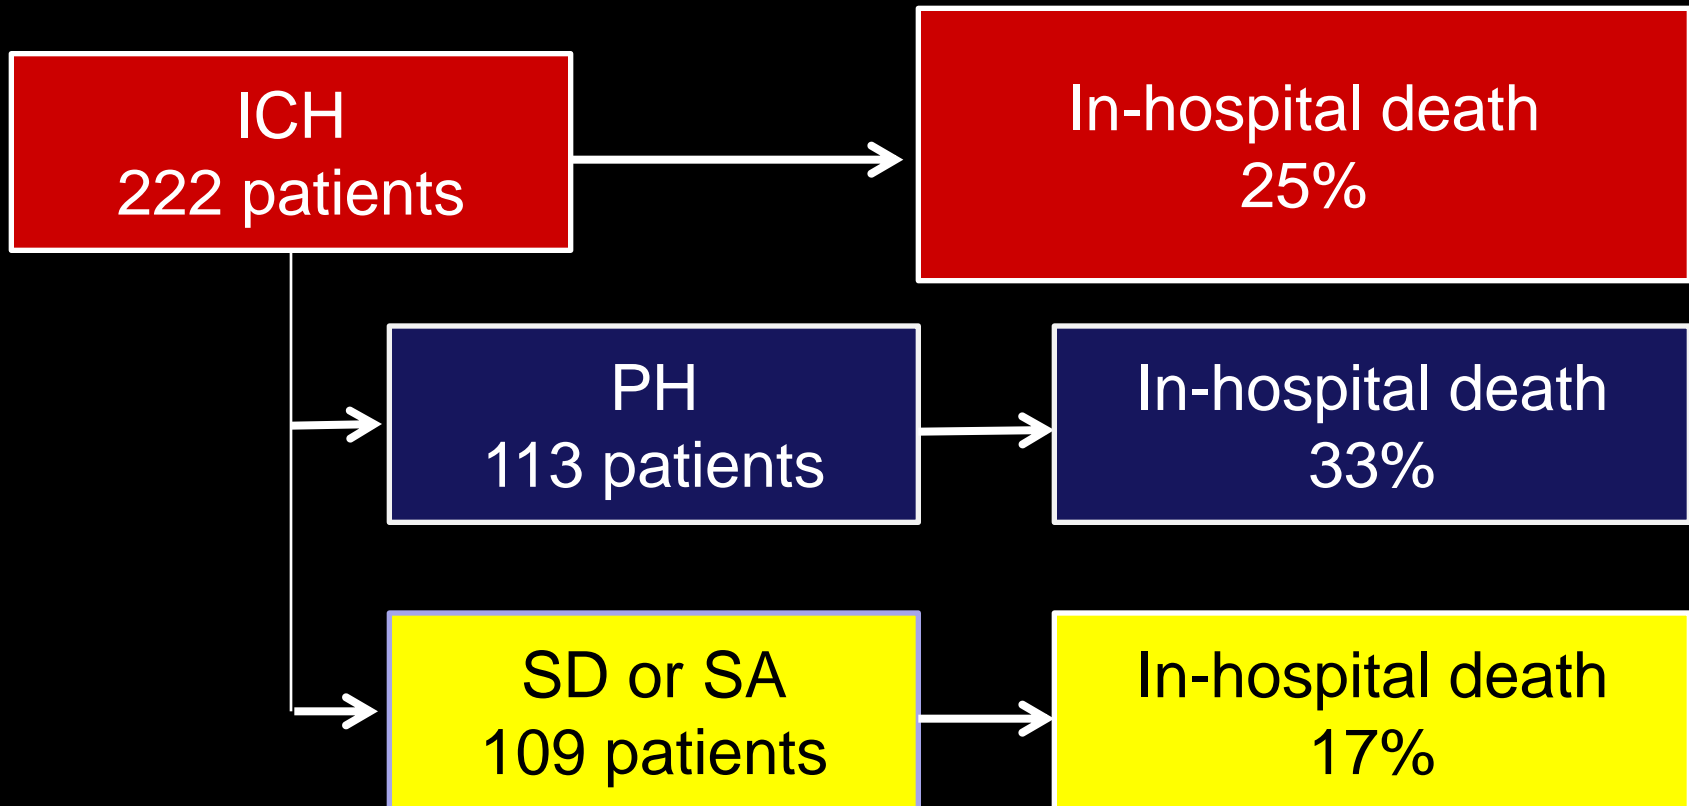 ICH
222 patients
In-hospital death
25%
PH
113 patients
In-hospital death
33%
SD or SA
109 patients
In-hospital death
17%